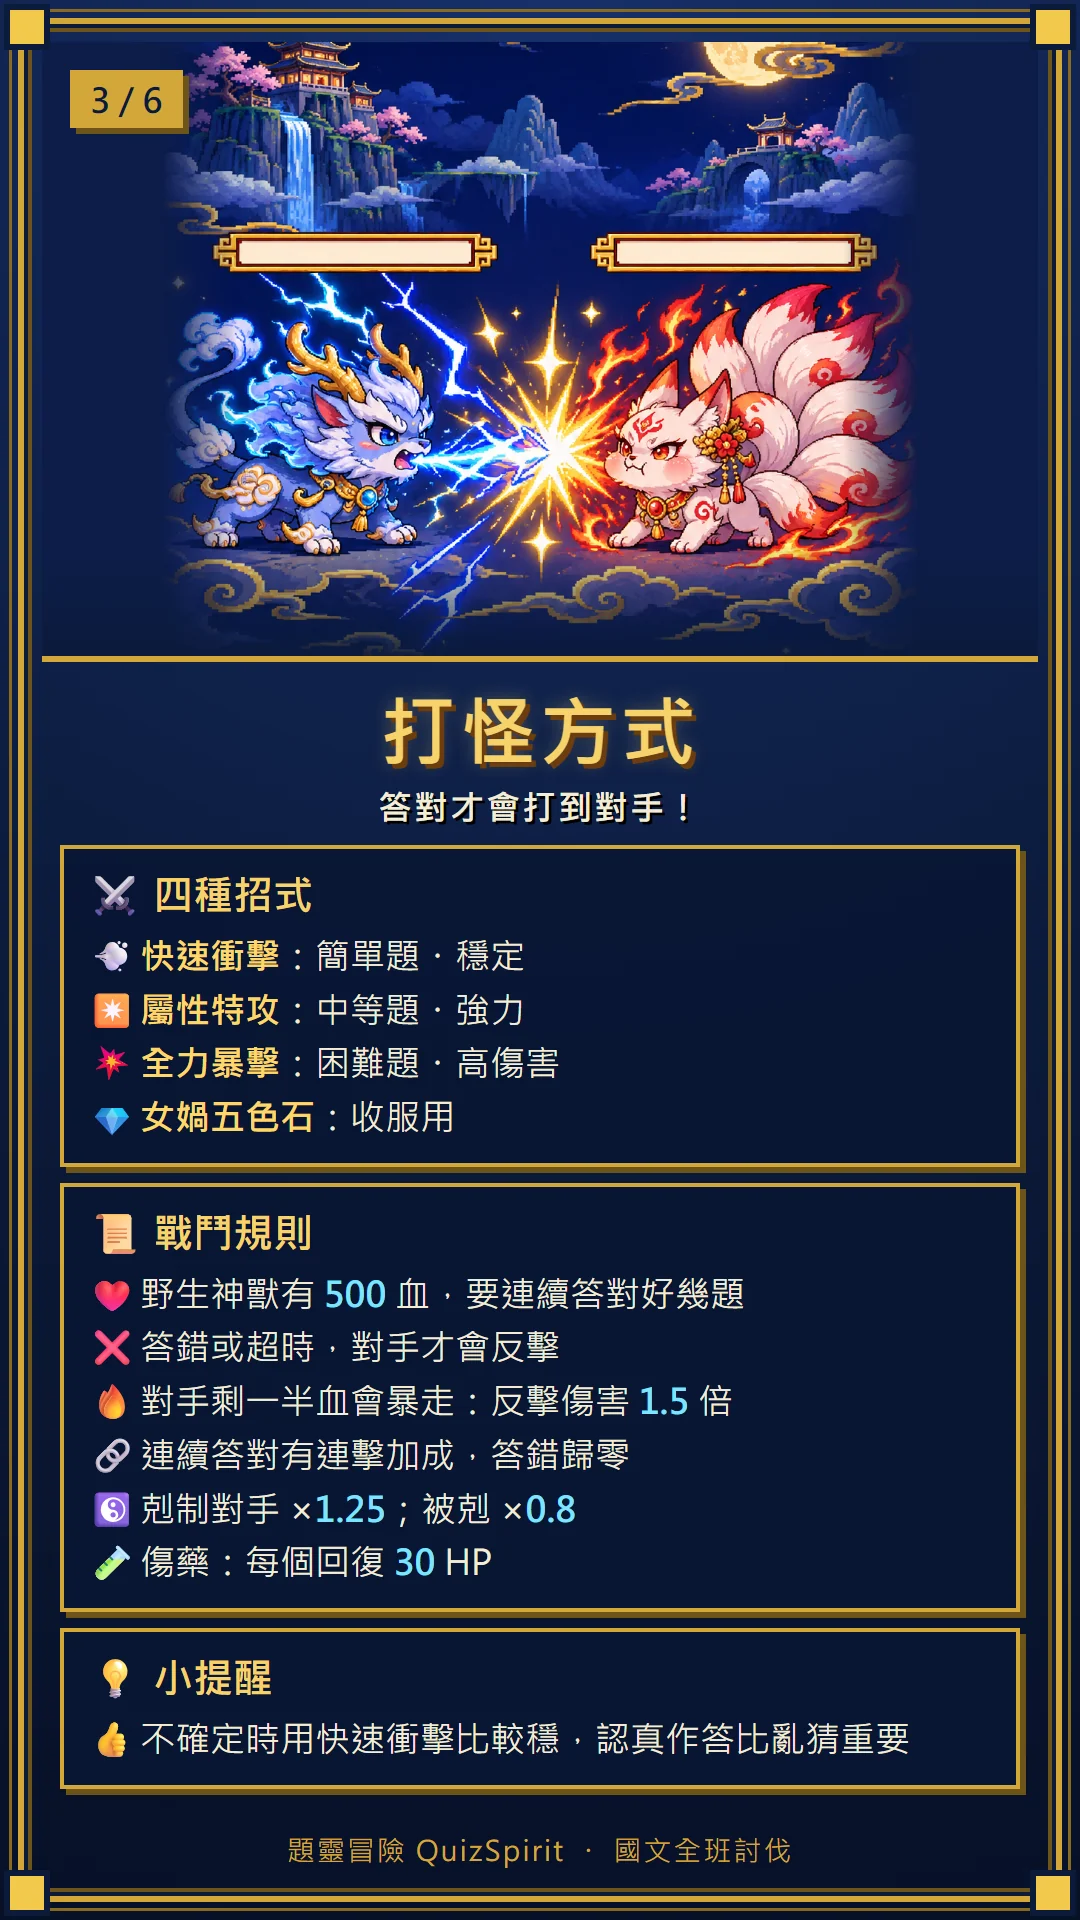 3/6
打怪方式
答對才會打到對手！
四種招式
快速衝擊：簡單題．穩定
屬性特攻：中等題．強力
全力暴擊：困難題．高傷害
女媧五色石：收服用
戰鬥規則
野生神獸有 500 血，要連續答對好幾題
答錯或超時，對手才會反擊
對手剩一半血會暴走：反擊傷害 1.5 倍
連續答對有連擊加成，答錯歸零
剋制對手 ×1.25；被剋 ×0.8
傷藥：每個回復 30 HP
小提醒
不確定時用快速衝擊比較穩，認真作答比亂猜重要
題靈冒險 QuizSpirit · 國文全班討伐